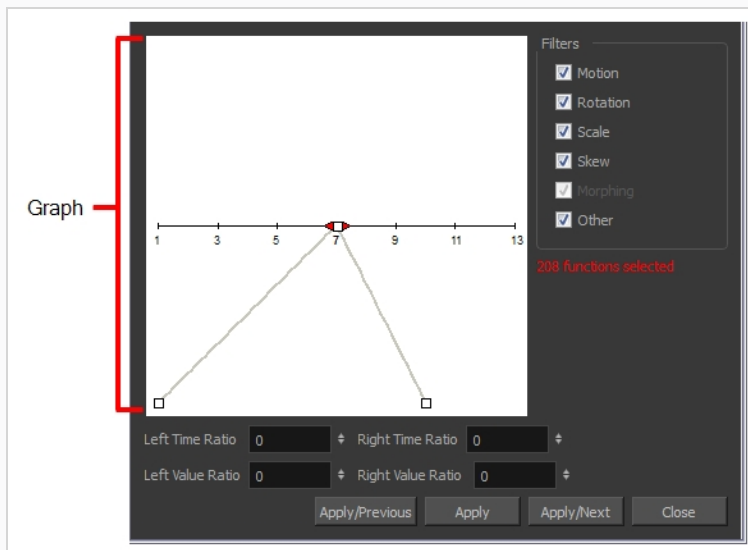 Filters
Motion
Rotation
Scale
Skew
Morphing
Other
Graph
1 3 5 7 9 11 13
208 functions selected
Left Time Ratio 0 Right Time Ratio 0
Left Value Ratio 0 Right Value Ratio 0
Apply/Previous Apply Apply/Next Close